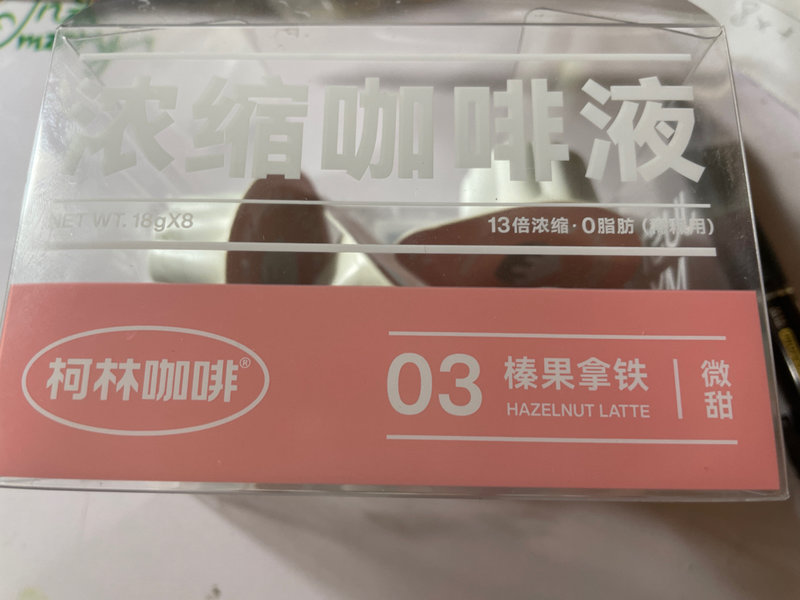 浓缩咖啡液
NET WT. 18gX8
13倍浓缩·0脂肪
柯林咖啡®
03 榛果拿铁
HAZELNUT LATTE
微甜